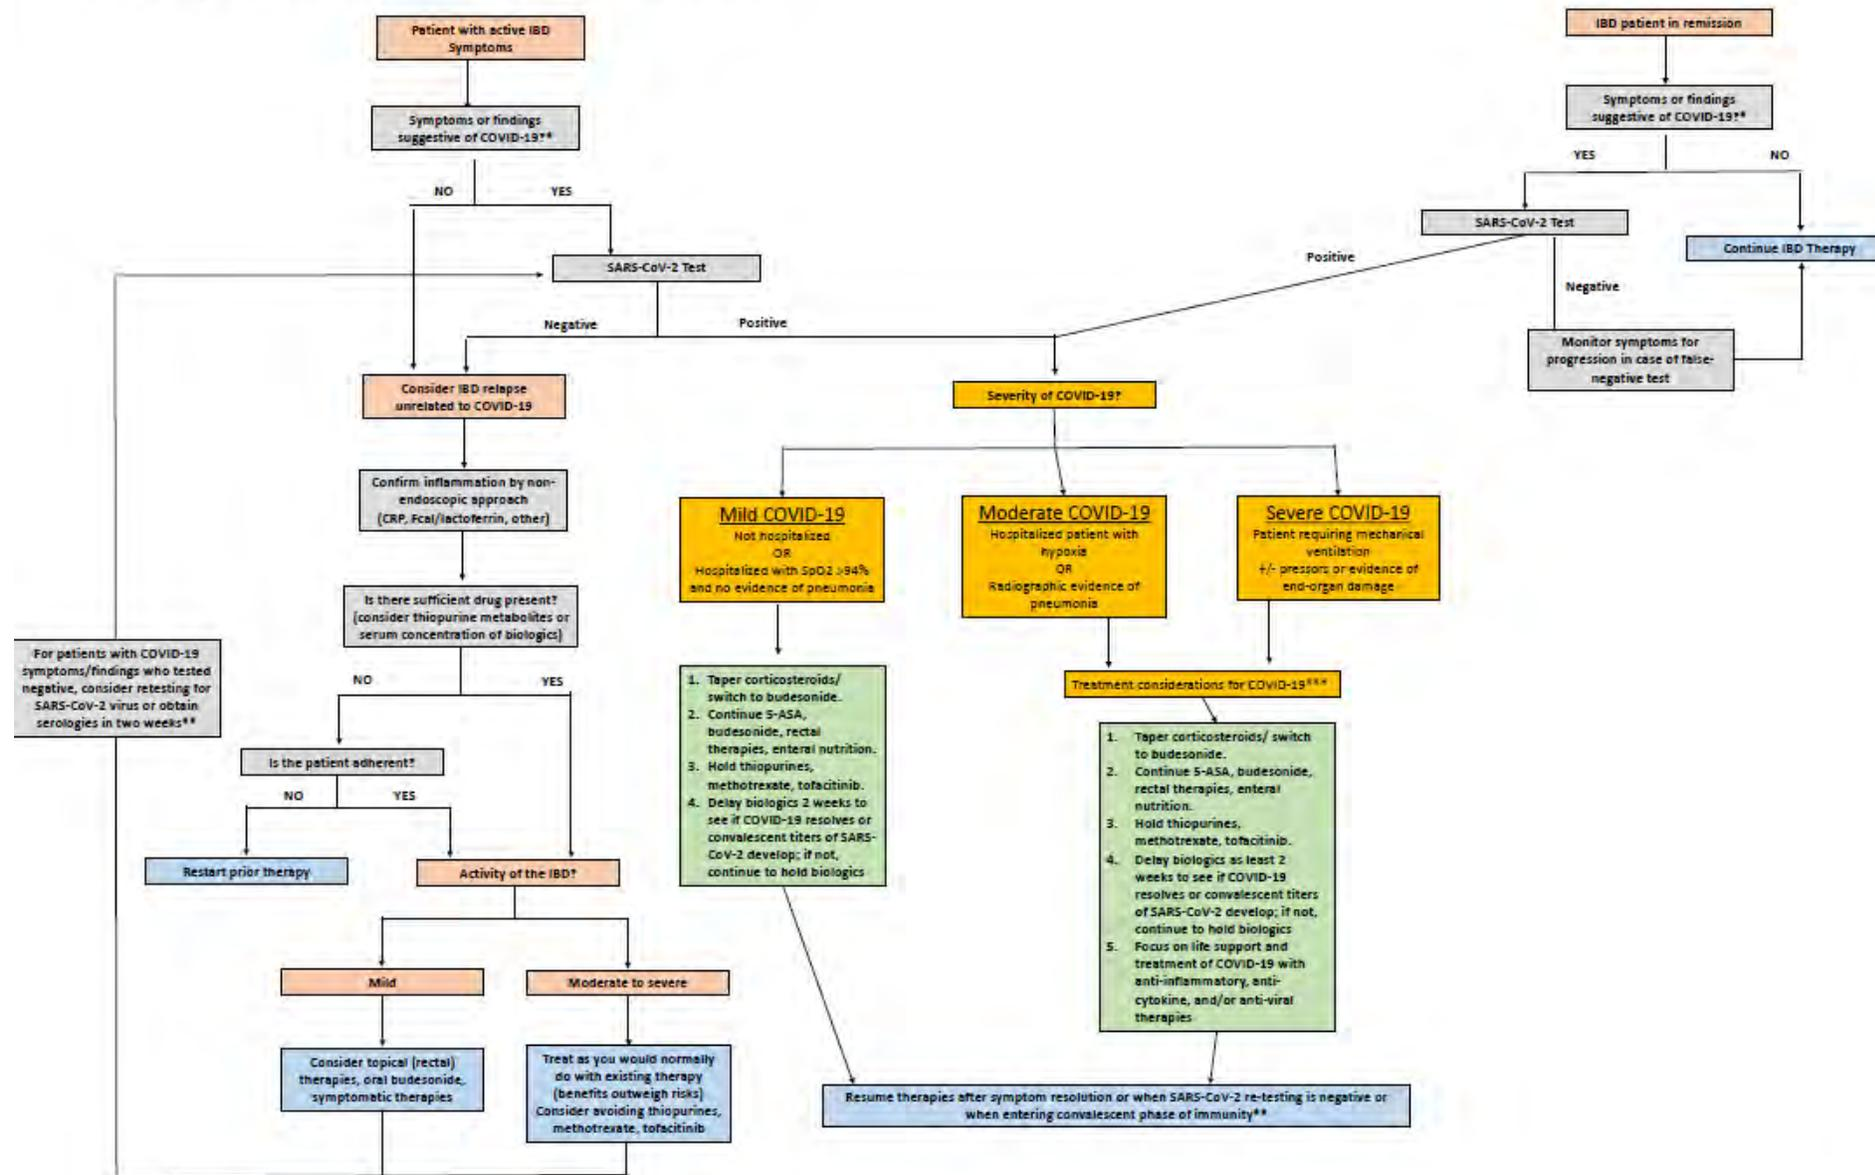 Patient with active IBD
Symptoms
Symptoms or findings
suggestive of COVID-19?*
NO
YES
SARS-CoV-2 Test
Negative
Positive
Consider IBD relapse
unrelated to COVID-19
Confirm inflammation by non-
endoscopic approach
(CRP, Fcal/lactoferrin, other)
Is there sufficient drug present?
(consider thiopurine metabolites or
serum concentration of biologics)
NO
YES
For patients with COVID-19
symptoms/findings who tested
negative, consider retesting for
SARS-CoV-2 virus or obtain
serologies in two weeks**
Is the patient adherent?
NO
YES
Restart prior therapy
Activity of the IBD?
Mild
Moderate to severe
Consider topical (rectal)
therapies, oral budesonide,
symptomatic therapies
Treat as you would normally
do with existing therapy
(benefits outweigh risks)
Consider avoiding thiopurines,
methotrexate, tofacitinib
IBD patient in remission
Symptoms or findings
suggestive of COVID-19?*
YES
NO
SARS-CoV-2 Test
Continue IBD Therapy
Positive
Negative
Monitor symptoms for
progression in case of false-
negative test
Severity of COVID-19?
Mild COVID-19
Not hospitalized
OR
Hospitalized with SpO2 >94%
and no evidence of pneumonia
Moderate COVID-19
Hospitalized patient with
hypoxia
OR
Radiographic evidence of
pneumonia
Severe COVID-19
Patient requiring mechanical
ventilation
+/- pressors or evidence of
end-organ damage
1. Taper corticosteroids/
switch to budesonide.
2. Continue 5-ASA,
budesonide, rectal
therapies, enteral nutrition.
3. Hold thiopurines,
methotrexate, tofacitinib.
4. Delay biologics 2 weeks to
see if COVID-19 resolves or
convalescent titers of SARS-
CoV-2 develop; if not,
continue to hold biologics
Treatment considerations for COVID-19***
1. Taper corticosteroids/ switch
to budesonide.
2. Continue 5-ASA, budesonide,
rectal therapies, enteral
nutrition.
3. Hold thiopurines,
methotrexate, tofacitinib.
4. Delay biologics as least 2
weeks to see if COVID-19
resolves or convalescent titers
of SARS-CoV-2 develop; if not,
continue to hold biologics
5. Focus on life support and
treatment of COVID-19 with
anti-inflammatory, anti-
cytokine, and/or anti-viral
therapies
Resume therapies after symptom resolution or when SARS-CoV-2 re-testing is negative or
when entering convalescent phase of immunity**